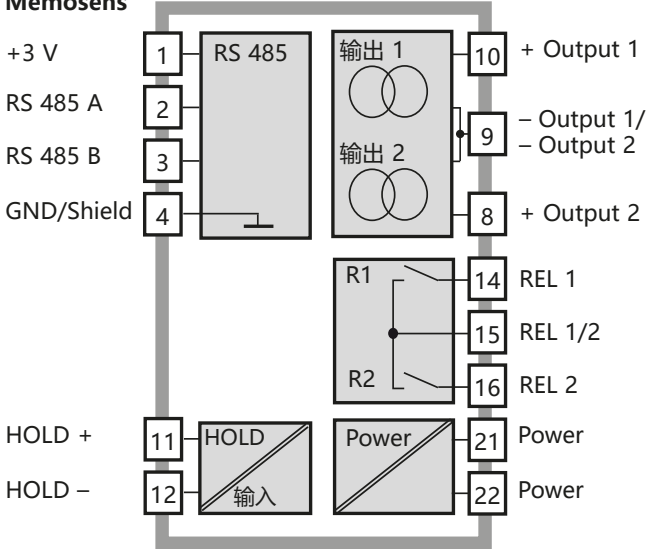 Memosens
+3 V
1
RS 485
输出 1
10
+ Output 1
RS 485 A
2
– Output 1/
– Output 2
9
RS 485 B
3
输出 2
GND/Shield
4
8
+ Output 2
R1
14
REL 1
15
REL 1/2
R2
16
REL 2
HOLD +
11
HOLD
Power
21
Power
HOLD –
12
输入
22
Power